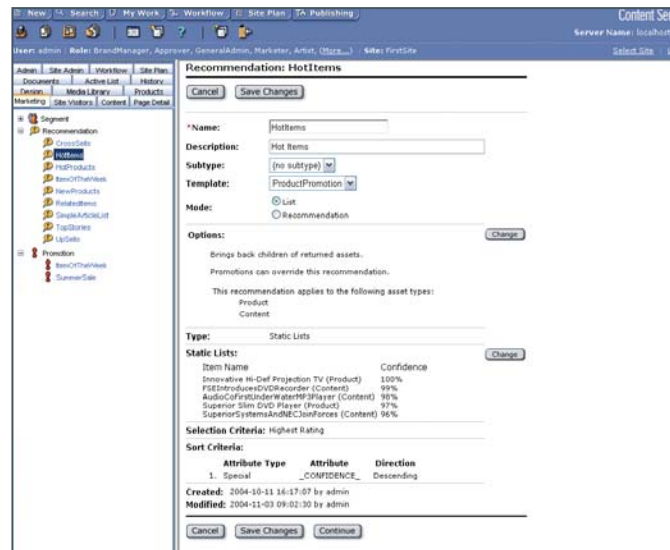 New Search My Work Workflow Site Plan Publishing
Content Ser
Server Name: localhost
User: admin Role: BrandManager, Approver, GeneralAdmin, Marketer, Artist, (More...) Site: FirstSite
Select Site
Admin Site Admin Workflow Site Plan
Documents Active List History
Design Media Library Products
Marketing Site Visitors Content Page Detail
Segment
Recommendation
CrossSells
HotItems
HotProducts
ItemOfTheWeek
NewProducts
RelatedItems
SimpleArticleList
TopStories
UpSells
Promotion
ItemOfTheWeek
SummerSale
Recommendation: HotItems
Cancel Save Changes
*Name: HotItems
Description: Hot Items
Subtype: (no subtype)
Template: ProductPromotion
Mode: List
Recommendation
Options: Change
Brings back children of returned assets.
Promotions can override this recommendation.
This recommendation applies to the following asset types:
Product
Content
Type: Static Lists
Static Lists: Change
Item Name Confidence
Innovative Hi-Def Projection TV (Product) 100%
FSEIntroducesDVDRecorder (Content) 99%
AudioCoFirstUnderWaterMP3Player (Content) 98%
Superior Slim DVD Player (Product) 97%
SuperiorSystemsAndNECJoinForces (Content) 96%
Selection Criteria: Highest Rating
Sort Criteria:
Attribute Type Attribute Direction
1. Special _CONFIDENCE_ Descending
Created: 2004-10-11 16:17:07 by admin
Modified: 2004-11-03 09:02:30 by admin
Cancel Save Changes Continue